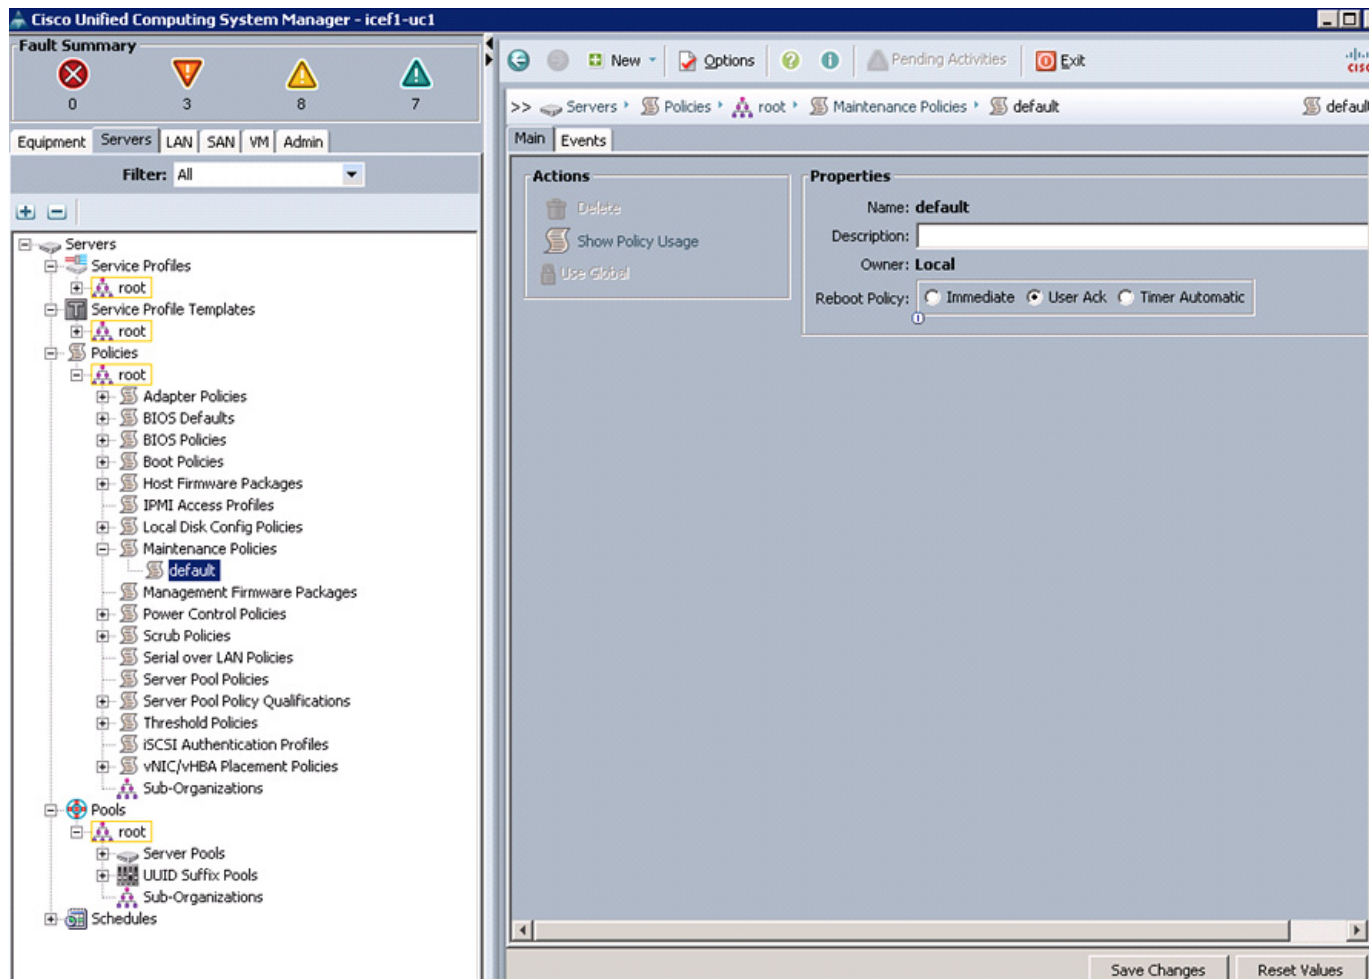 Cisco Unified Computing System Manager - icef1-uc1
Fault Summary
0 3 8 7
Equipment Servers LAN SAN VM Admin
Filter: All
Servers
Service Profiles
root
Service Profile Templates
root
Policies
root
Adapter Policies
BIOS Defaults
BIOS Policies
Boot Policies
Host Firmware Packages
IPMI Access Profiles
Local Disk Config Policies
Maintenance Policies
default
Management Firmware Packages
Power Control Policies
Scrub Policies
Serial over LAN Policies
Server Pool Policies
Server Pool Policy Qualifications
Threshold Policies
iSCSI Authentication Profiles
vNIC/vHBA Placement Policies
Sub-Organizations
Pools
root
Server Pools
UUID Suffix Pools
Sub-Organizations
Schedules
New Options Pending Activities Exit
>> Servers Policies root Maintenance Policies default default
Main Events
Actions
Delete
Show Policy Usage
Use Global
Properties
Name: default
Description:
Owner: Local
Reboot Policy: Immediate User Ack Timer Automatic
Save Changes Reset Values